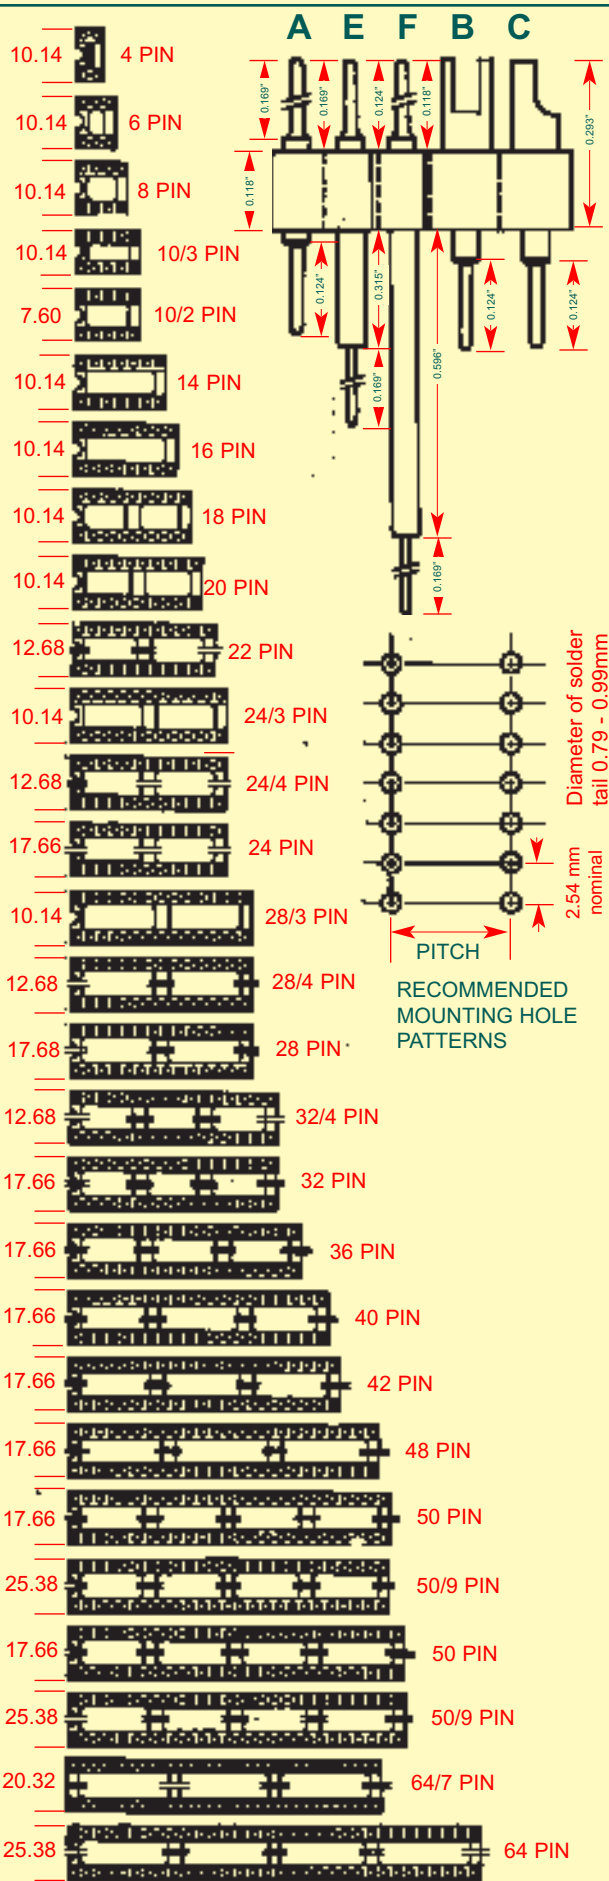 A E F B C
10.14 4 PIN
10.14 6 PIN
10.14 8 PIN
10.14 10/3 PIN
7.60 10/2 PIN
10.14 14 PIN
10.14 16 PIN
10.14 18 PIN
10.14 20 PIN
12.68 22 PIN
10.14 24/3 PIN
12.68 24/4 PIN
17.66 24 PIN
10.14 28/3 PIN
12.68 28/4 PIN
17.68 28 PIN
12.68 32/4 PIN
17.66 32 PIN
17.66 36 PIN
17.66 40 PIN
17.66 42 PIN
17.66 48 PIN
17.66 50 PIN
25.38 50/9 PIN
17.66 50 PIN
25.38 50/9 PIN
20.32 64/7 PIN
25.38 64 PIN
0.169"
0.169"
0.124"
0.118"
0.293"
0.118"
0.124"
0.315"
0.169"
0.596"
0.169"
0.124"
0.124"
Diameter of solder
tail 0.79 - 0.99mm
2.54 mm
nominal
PITCH
RECOMMENDED
MOUNTING HOLE
PATTERNS